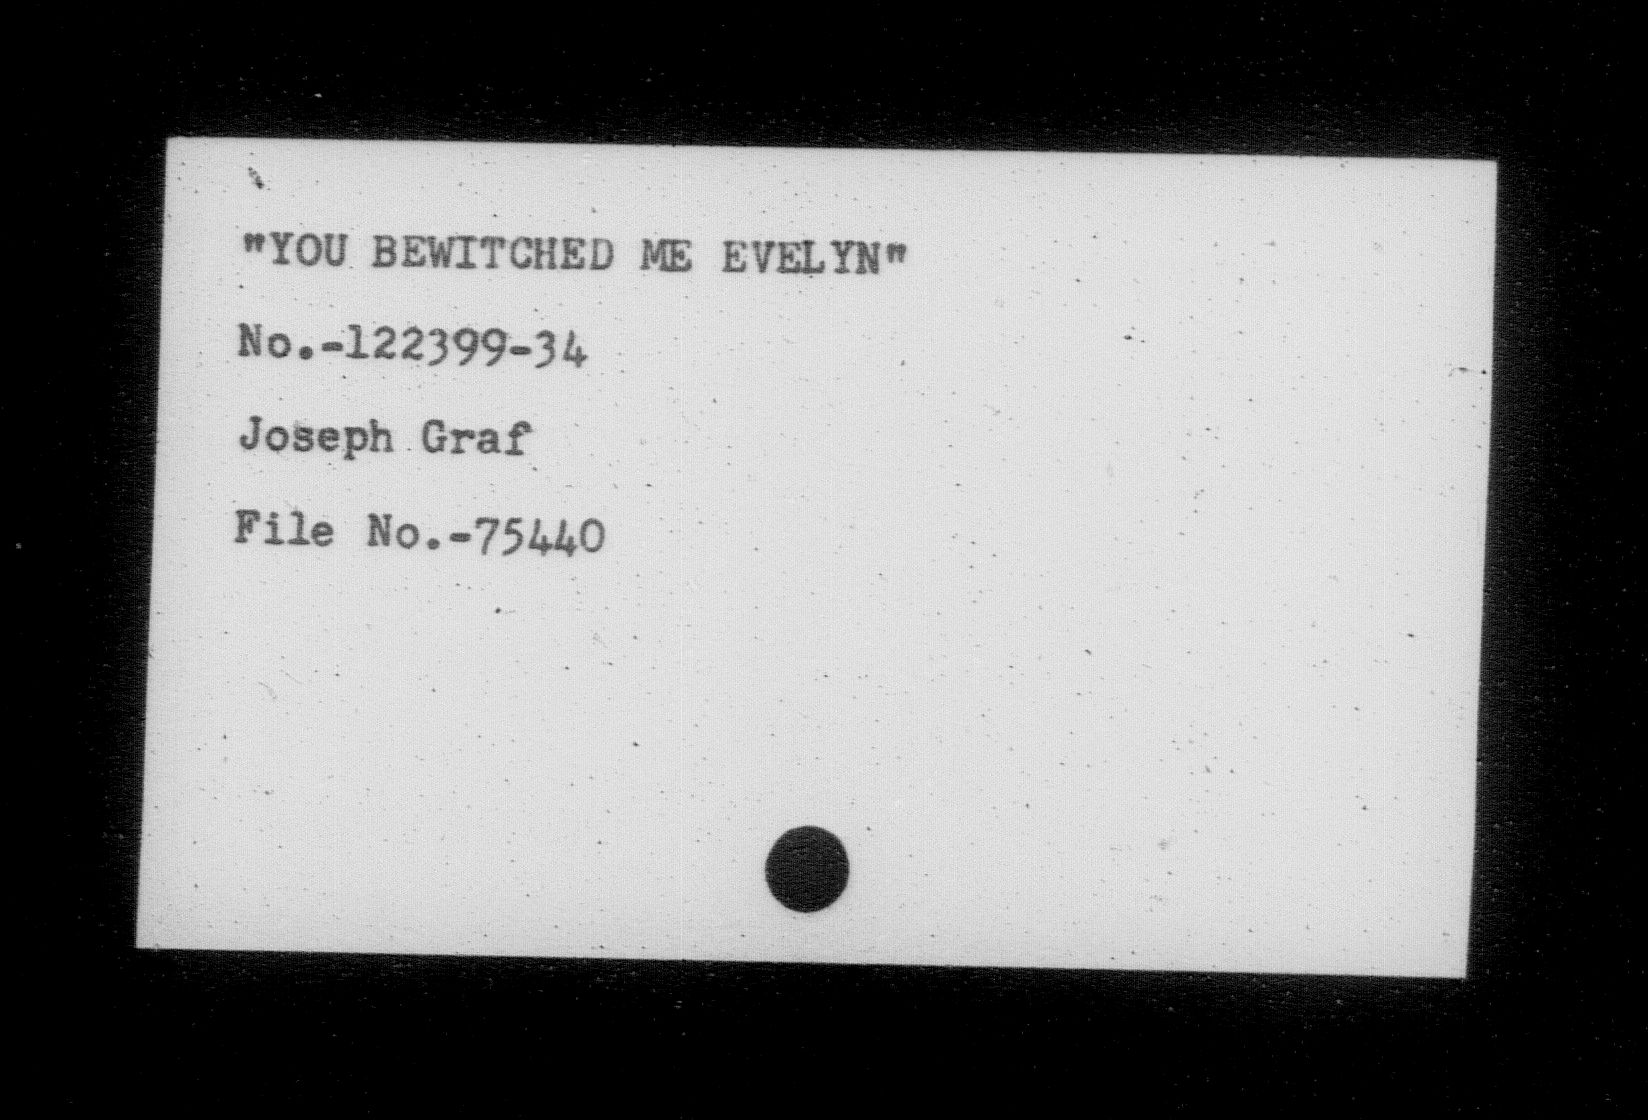 "YOU BEWITCHED ME EVELYN"
No.-122399-34
Joseph Graf
File No.-75440